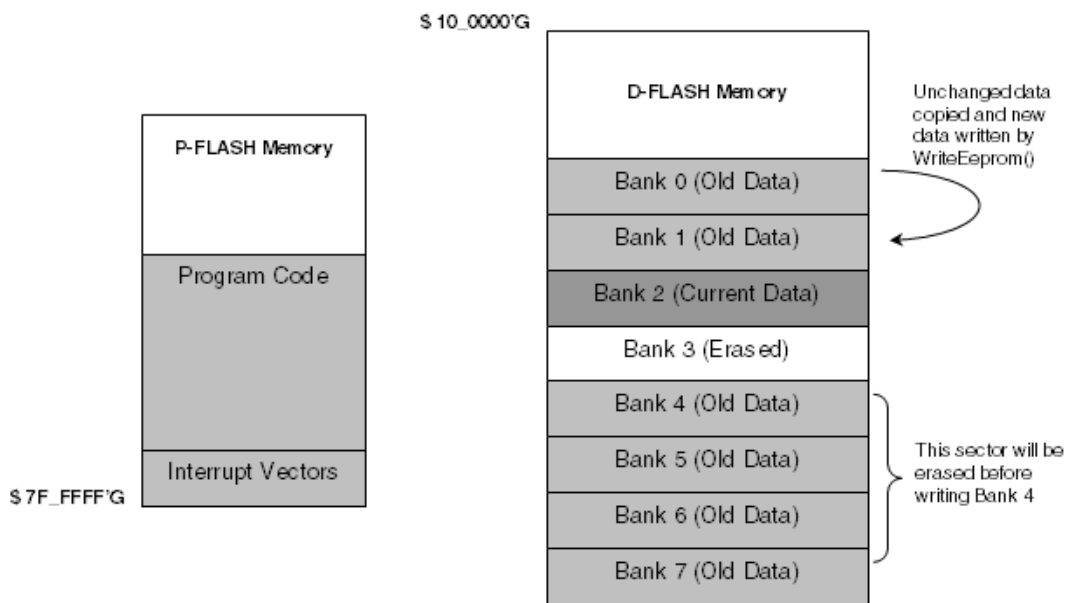 $ 10_0000'G
D-FLASH Memory
Unchanged data
copied and new
data written by
WriteEeprom()
P-FLASH Memory
Bank 0 (Old Data)
Bank 1 (Old Data)
Program Code
Bank 2 (Current Data)
Bank 3 (Erased)
Bank 4 (Old Data)
Bank 5 (Old Data)
This sector will be
erased before
writing Bank 4
Interrupt Vectors
$ 7F_FFFF'G
Bank 6 (Old Data)
Bank 7 (Old Data)